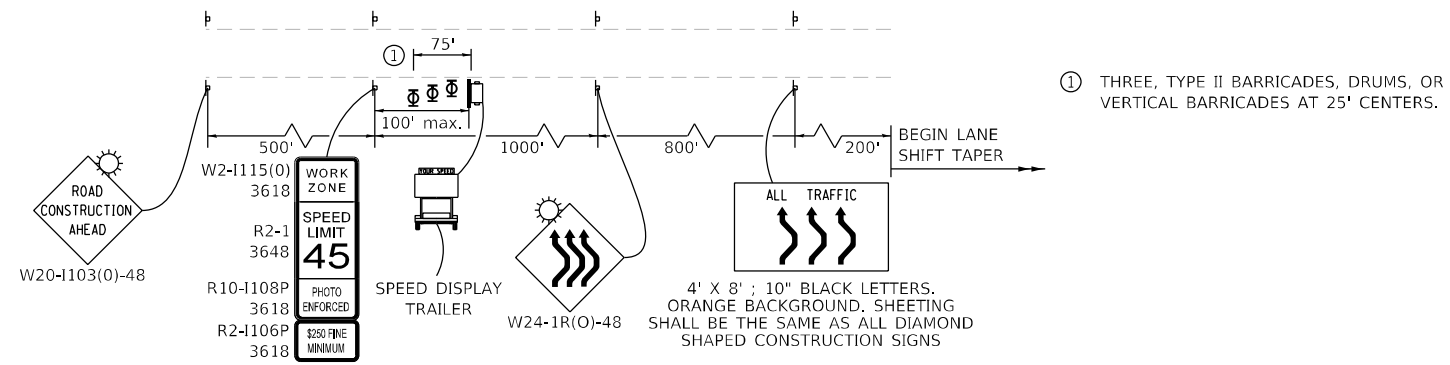 ① 75'
① THREE, TYPE II BARRICADES, DRUMS, OR
VERTICAL BARRICADES AT 25' CENTERS.
100' max.
500'
1000'
800'
200'
BEGIN LANE
SHIFT TAPER
ROAD
CONSTRUCTION
AHEAD
W20-I103(O)-48
W2-I115(O)
3618
WORK
ZONE
R2-1
3648
SPEED
LIMIT
45
R10-I108P
3618
PHOTO
ENFORCED
R2-I106P
3618
$250 FINE
MINIMUM
YOUR SPEED
SPEED DISPLAY
TRAILER
W24-1R(O)-48
ALL TRAFFIC
4' X 8' ; 10" BLACK LETTERS.
ORANGE BACKGROUND. SHEETING
SHALL BE THE SAME AS ALL DIAMOND
SHAPED CONSTRUCTION SIGNS